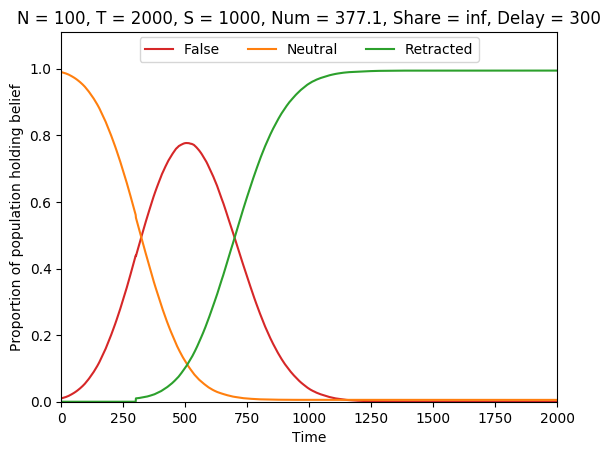 N = 100, T = 2000, S = 1000, Num = 377.1, Share = inf, Delay = 300
False Neutral Retracted
Proportion of population holding belief
1.0
0.8
0.6
0.4
0.2
0.0
0 250 500 750 1000 1250 1500 1750 2000
Time